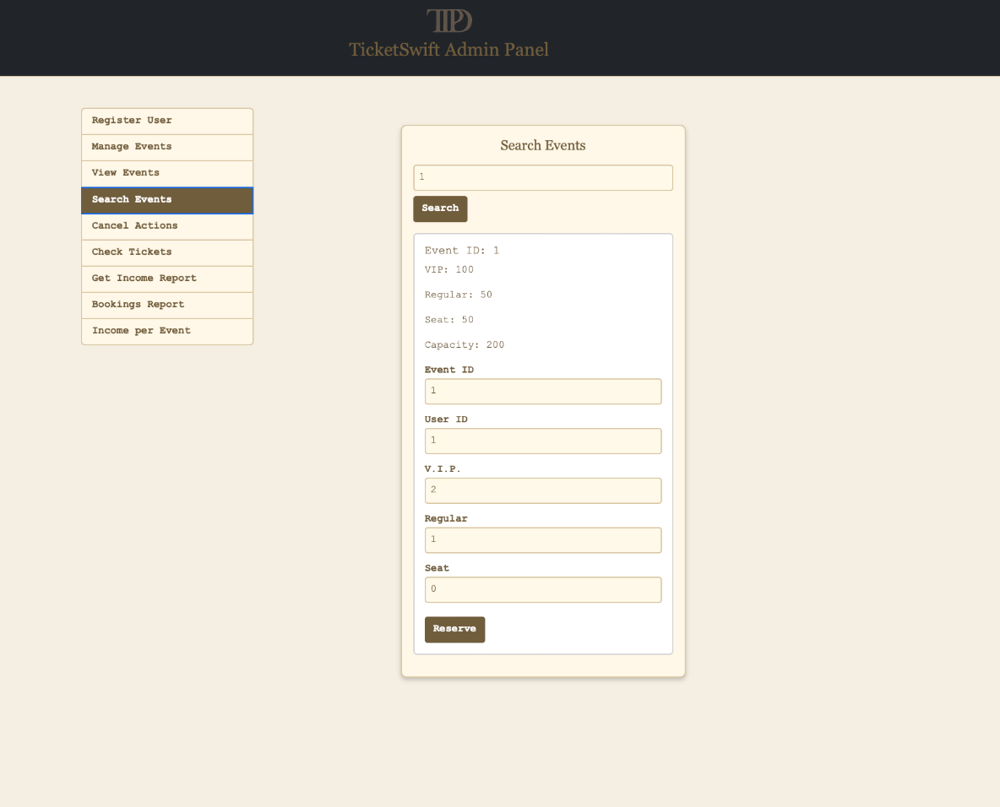 TicketSwift Admin Panel
Register User
Manage Events
View Events
Search Events
Cancel Actions
Check Tickets
Get Income Report
Bookings Report
Income per Event
Search Events
1
Search
Event ID: 1
VIP: 100
Regular: 50
Seat: 50
Capacity: 200
Event ID
1
User ID
1
V.I.P.
2
Regular
1
Seat
0
Reserve